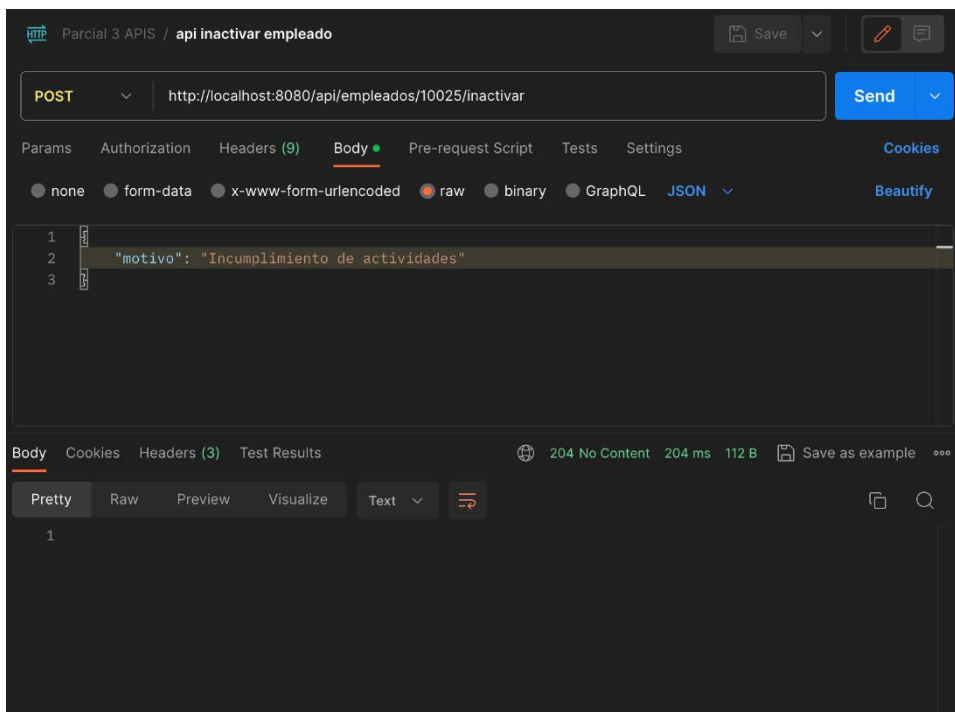 HTTP Parcial 3 APIS / api inactivar empleado Save
POST http://localhost:8080/api/empleados/10025/inactivar Send
Params Authorization Headers (9) Body Pre-request Script Tests Settings Cookies
none form-data x-www-form-urlencoded raw binary GraphQL JSON Beautify
1 {
2 "motivo": "Incumplimiento de actividades"
3 }
Body Cookies Headers (3) Test Results 204 No Content 204 ms 112 B Save as example
Pretty Raw Preview Visualize Text
1